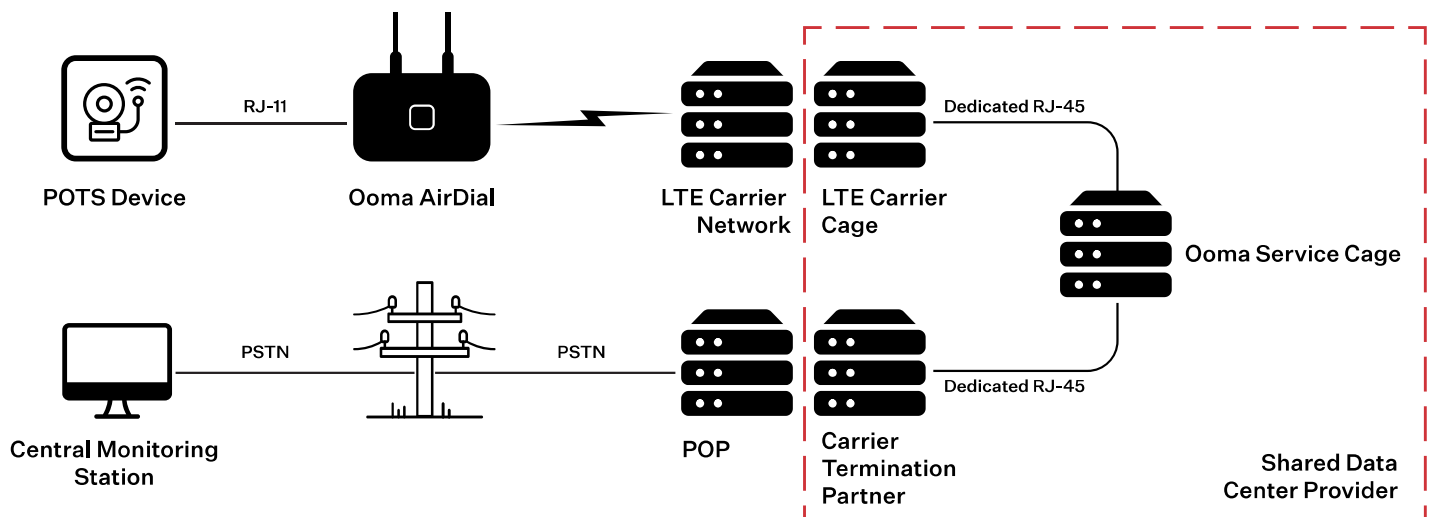 RJ-11
Dedicated RJ-45
POTS Device
Ooma AirDial
LTE Carrier
Network
LTE Carrier
Cage
Ooma Service Cage
PSTN
PSTN
Dedicated RJ-45
Central Monitoring
Station
POP
Carrier
Termination
Partner
Shared Data
Center Provider